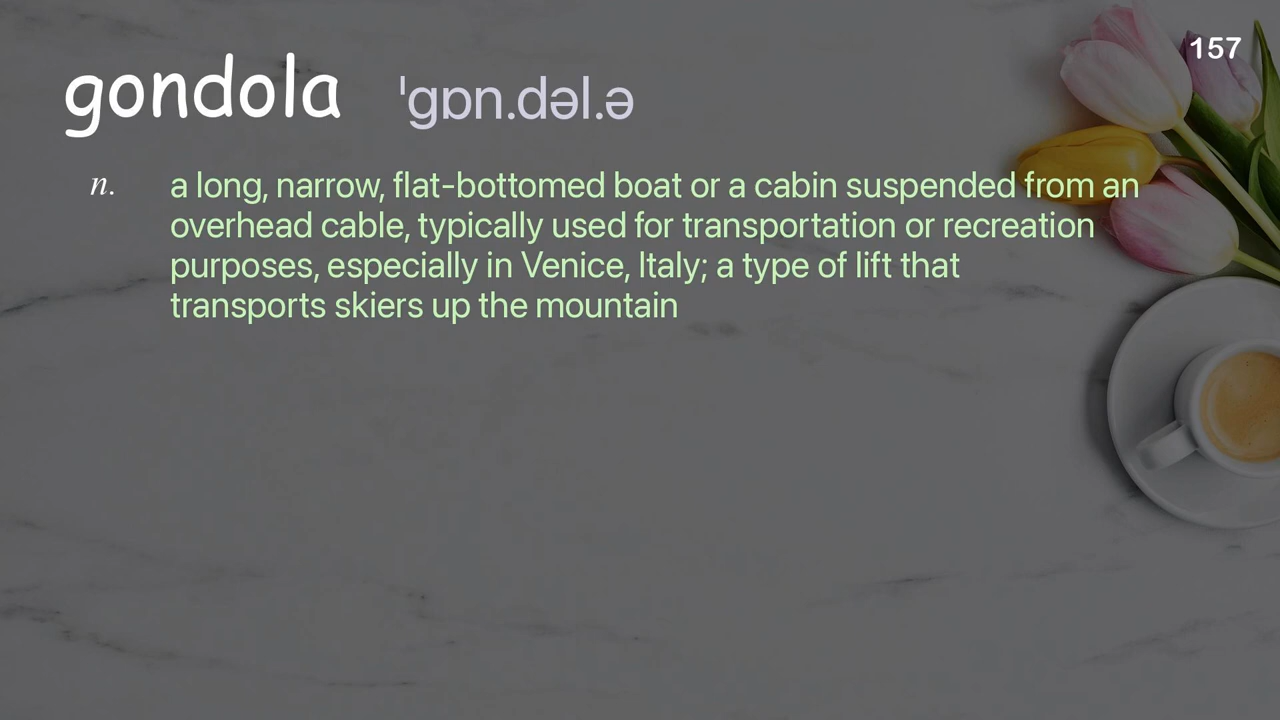 157
gondola ˈɡɒn.dəl.ə
n. a long, narrow, flat-bottomed boat or a cabin suspended from an
overhead cable, typically used for transportation or recreation
purposes, especially in Venice, Italy; a type of lift that
transports skiers up the mountain